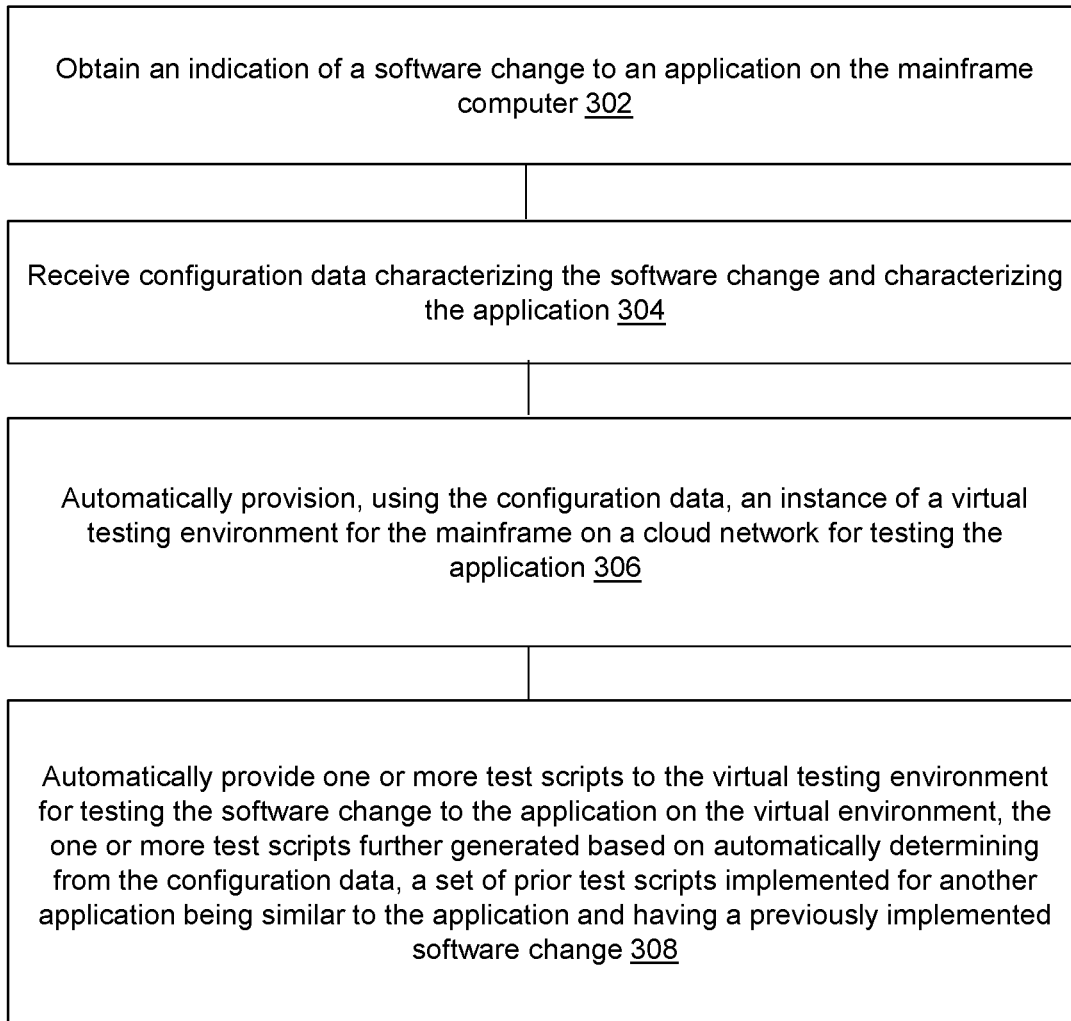 Obtain an indication of a software change to an application on the mainframe
computer 302
Receive configuration data characterizing the software change and characterizing
the application 304
Automatically provision, using the configuration data, an instance of a virtual
testing environment for the mainframe on a cloud network for testing the
application 306
Automatically provide one or more test scripts to the virtual testing environment
for testing the software change to the application on the virtual environment, the
one or more test scripts further generated based on automatically determining
from the configuration data, a set of prior test scripts implemented for another
application being similar to the application and having a previously implemented
software change 308